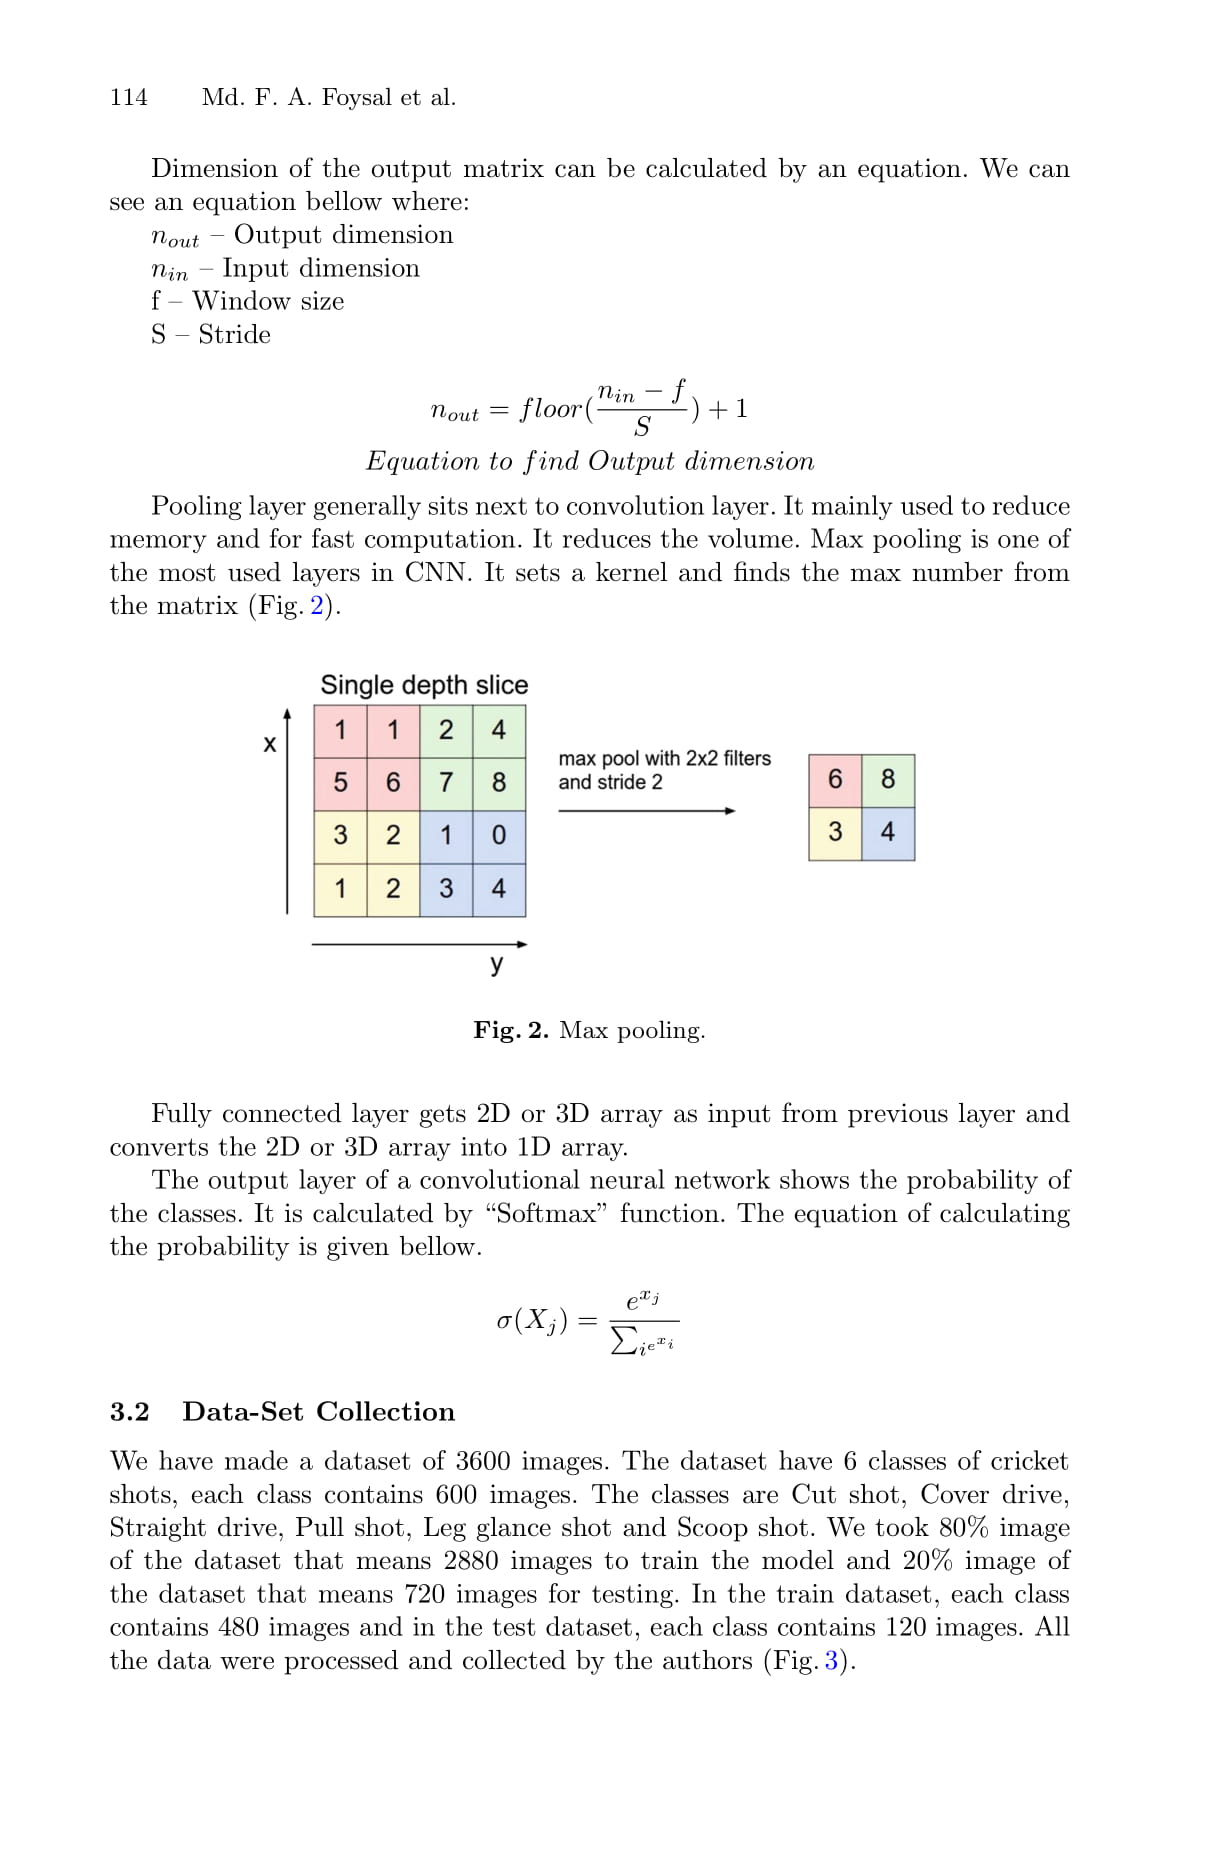 114 Md. F. A. Foysal et al.
Dimension of the output matrix can be calculated by an equation. We can
see an equation bellow where:
n_out – Output dimension
n_in – Input dimension
f – Window size
S – Stride
n_out = floor((n_in − f)/S) + 1
Equation to find Output dimension
Pooling layer generally sits next to convolution layer. It mainly used to reduce
memory and for fast computation. It reduces the volume. Max pooling is one of
the most used layers in CNN. It sets a kernel and finds the max number from
the matrix (Fig. 2).
Single depth slice
x
1 1 2 4
5 6 7 8
3 2 1 0
1 2 3 4
y
max pool with 2x2 filters
and stride 2
6 8
3 4
Fig. 2. Max pooling.
Fully connected layer gets 2D or 3D array as input from previous layer and
converts the 2D or 3D array into 1D array.
The output layer of a convolutional neural network shows the probability of
the classes. It is calculated by “Softmax” function. The equation of calculating
the probability is given bellow.
σ(X_j) = e^{x_j} / ∑_{ie^{x_i}}
3.2 Data-Set Collection
We have made a dataset of 3600 images. The dataset have 6 classes of cricket
shots, each class contains 600 images. The classes are Cut shot, Cover drive,
Straight drive, Pull shot, Leg glance shot and Scoop shot. We took 80% image
of the dataset that means 2880 images to train the model and 20% image of
the dataset that means 720 images for testing. In the train dataset, each class
contains 480 images and in the test dataset, each class contains 120 images. All
the data were processed and collected by the authors (Fig. 3).